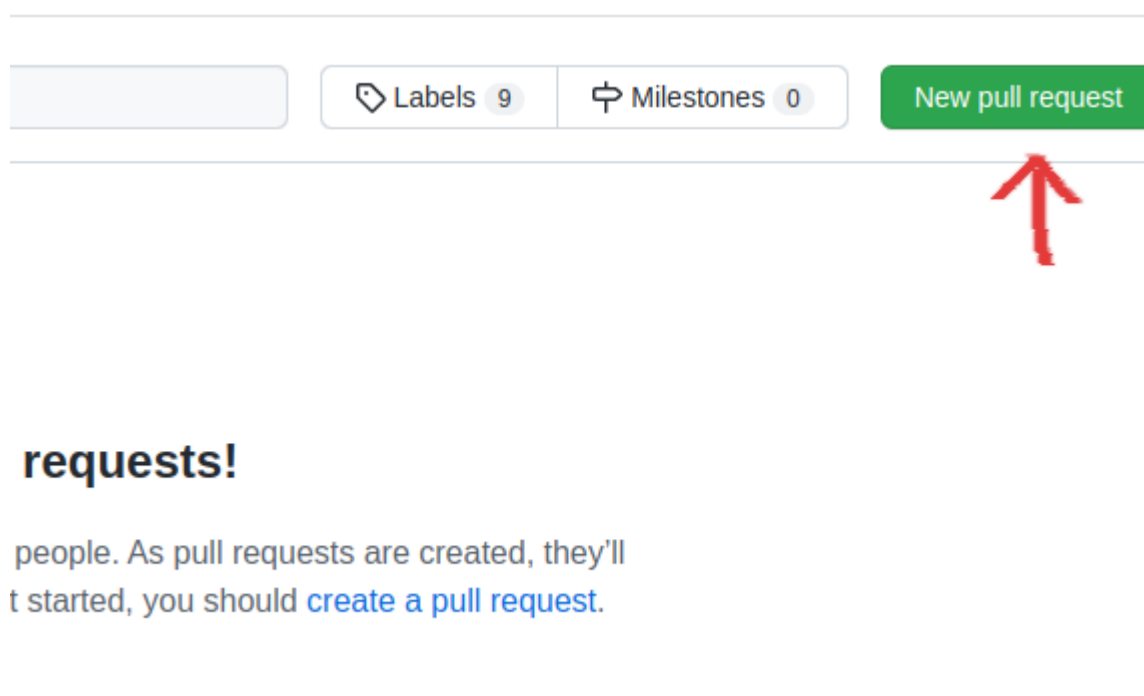 Labels 9 Milestones 0 New pull request
requests!
people. As pull requests are created, they’ll
t started, you should create a pull request.